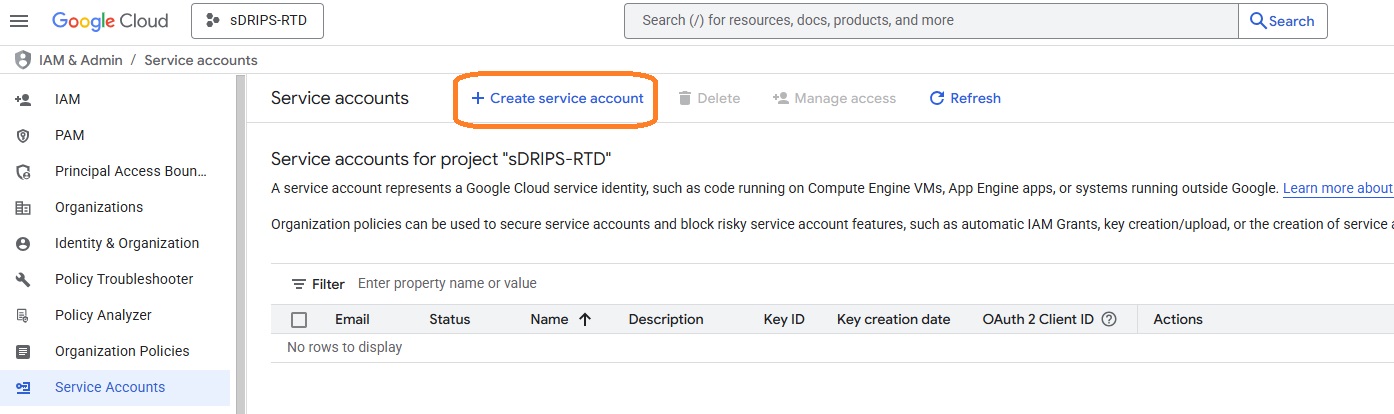 Google Cloud sDRIPS-RTD Search (/) for resources, docs, products, and more Search
IAM & Admin / Service accounts
IAM
PAM
Principal Access Boun...
Organizations
Identity & Organization
Policy Troubleshooter
Policy Analyzer
Organization Policies
Service Accounts
Service accounts + Create service account Delete Manage access Refresh
Service accounts for project "sDRIPS-RTD"
A service account represents a Google Cloud service identity, such as code running on Compute Engine VMs, App Engine apps, or systems running outside Google. Learn more about
Organization policies can be used to secure service accounts and block risky service account features, such as automatic IAM Grants, key creation/upload, or the creation of service a
Filter Enter property name or value
Email Status Name Description Key ID Key creation date OAuth 2 Client ID Actions
No rows to display